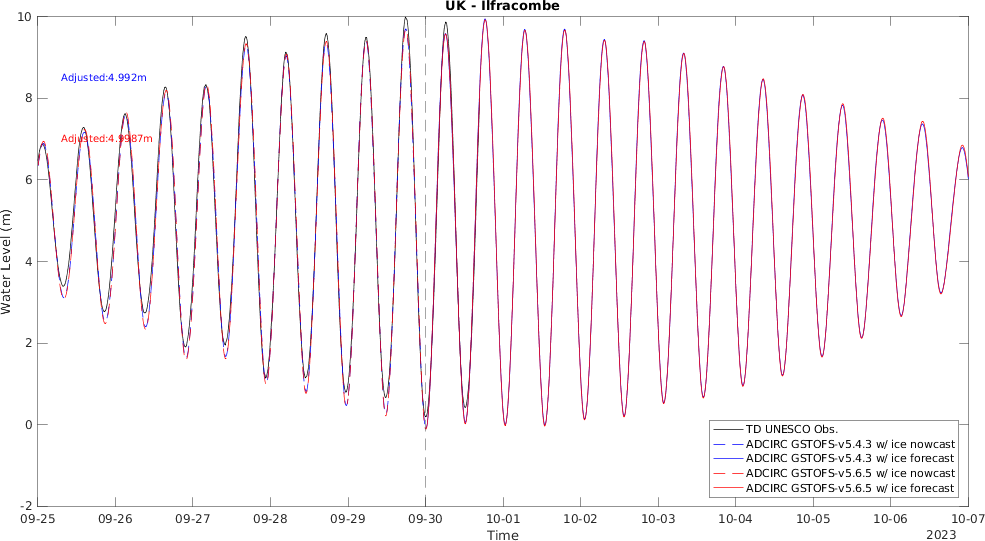 UK - Ilfracombe
10
8
6
4
2
0
-2
Water Level (m)
Adjusted:4.992m
Adjusted:4.9987m
TD UNESCO Obs.
ADCIRC GSTOFS-v5.4.3 w/ ice nowcast
ADCIRC GSTOFS-v5.4.3 w/ ice forecast
ADCIRC GSTOFS-v5.6.5 w/ ice nowcast
ADCIRC GSTOFS-v5.6.5 w/ ice forecast
09-25 09-26 09-27 09-28 09-29 09-30 10-01 10-02 10-03 10-04 10-05 10-06 10-07
Time
2023